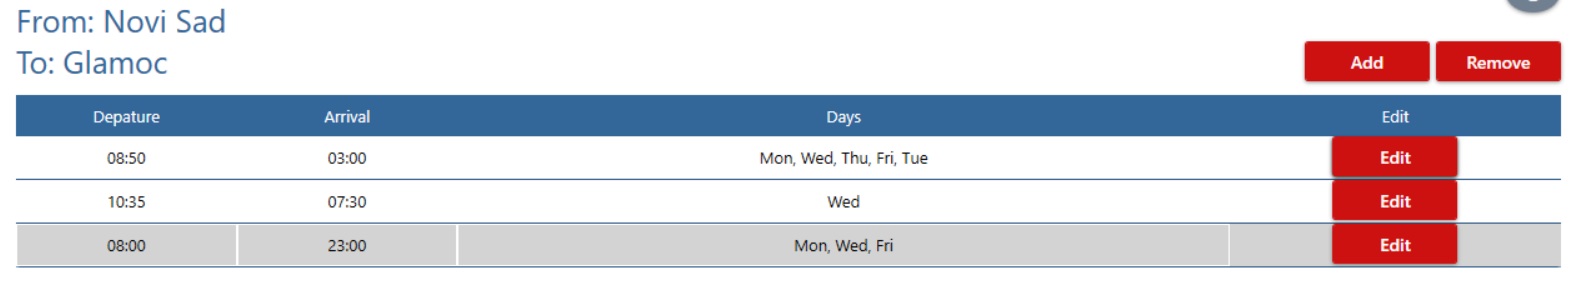 From: Novi Sad
To: Glamoc
Add Remove
Depature Arrival Days Edit
08:50 03:00 Mon, Wed, Thu, Fri, Tue Edit
10:35 07:30 Wed Edit
08:00 23:00 Mon, Wed, Fri Edit